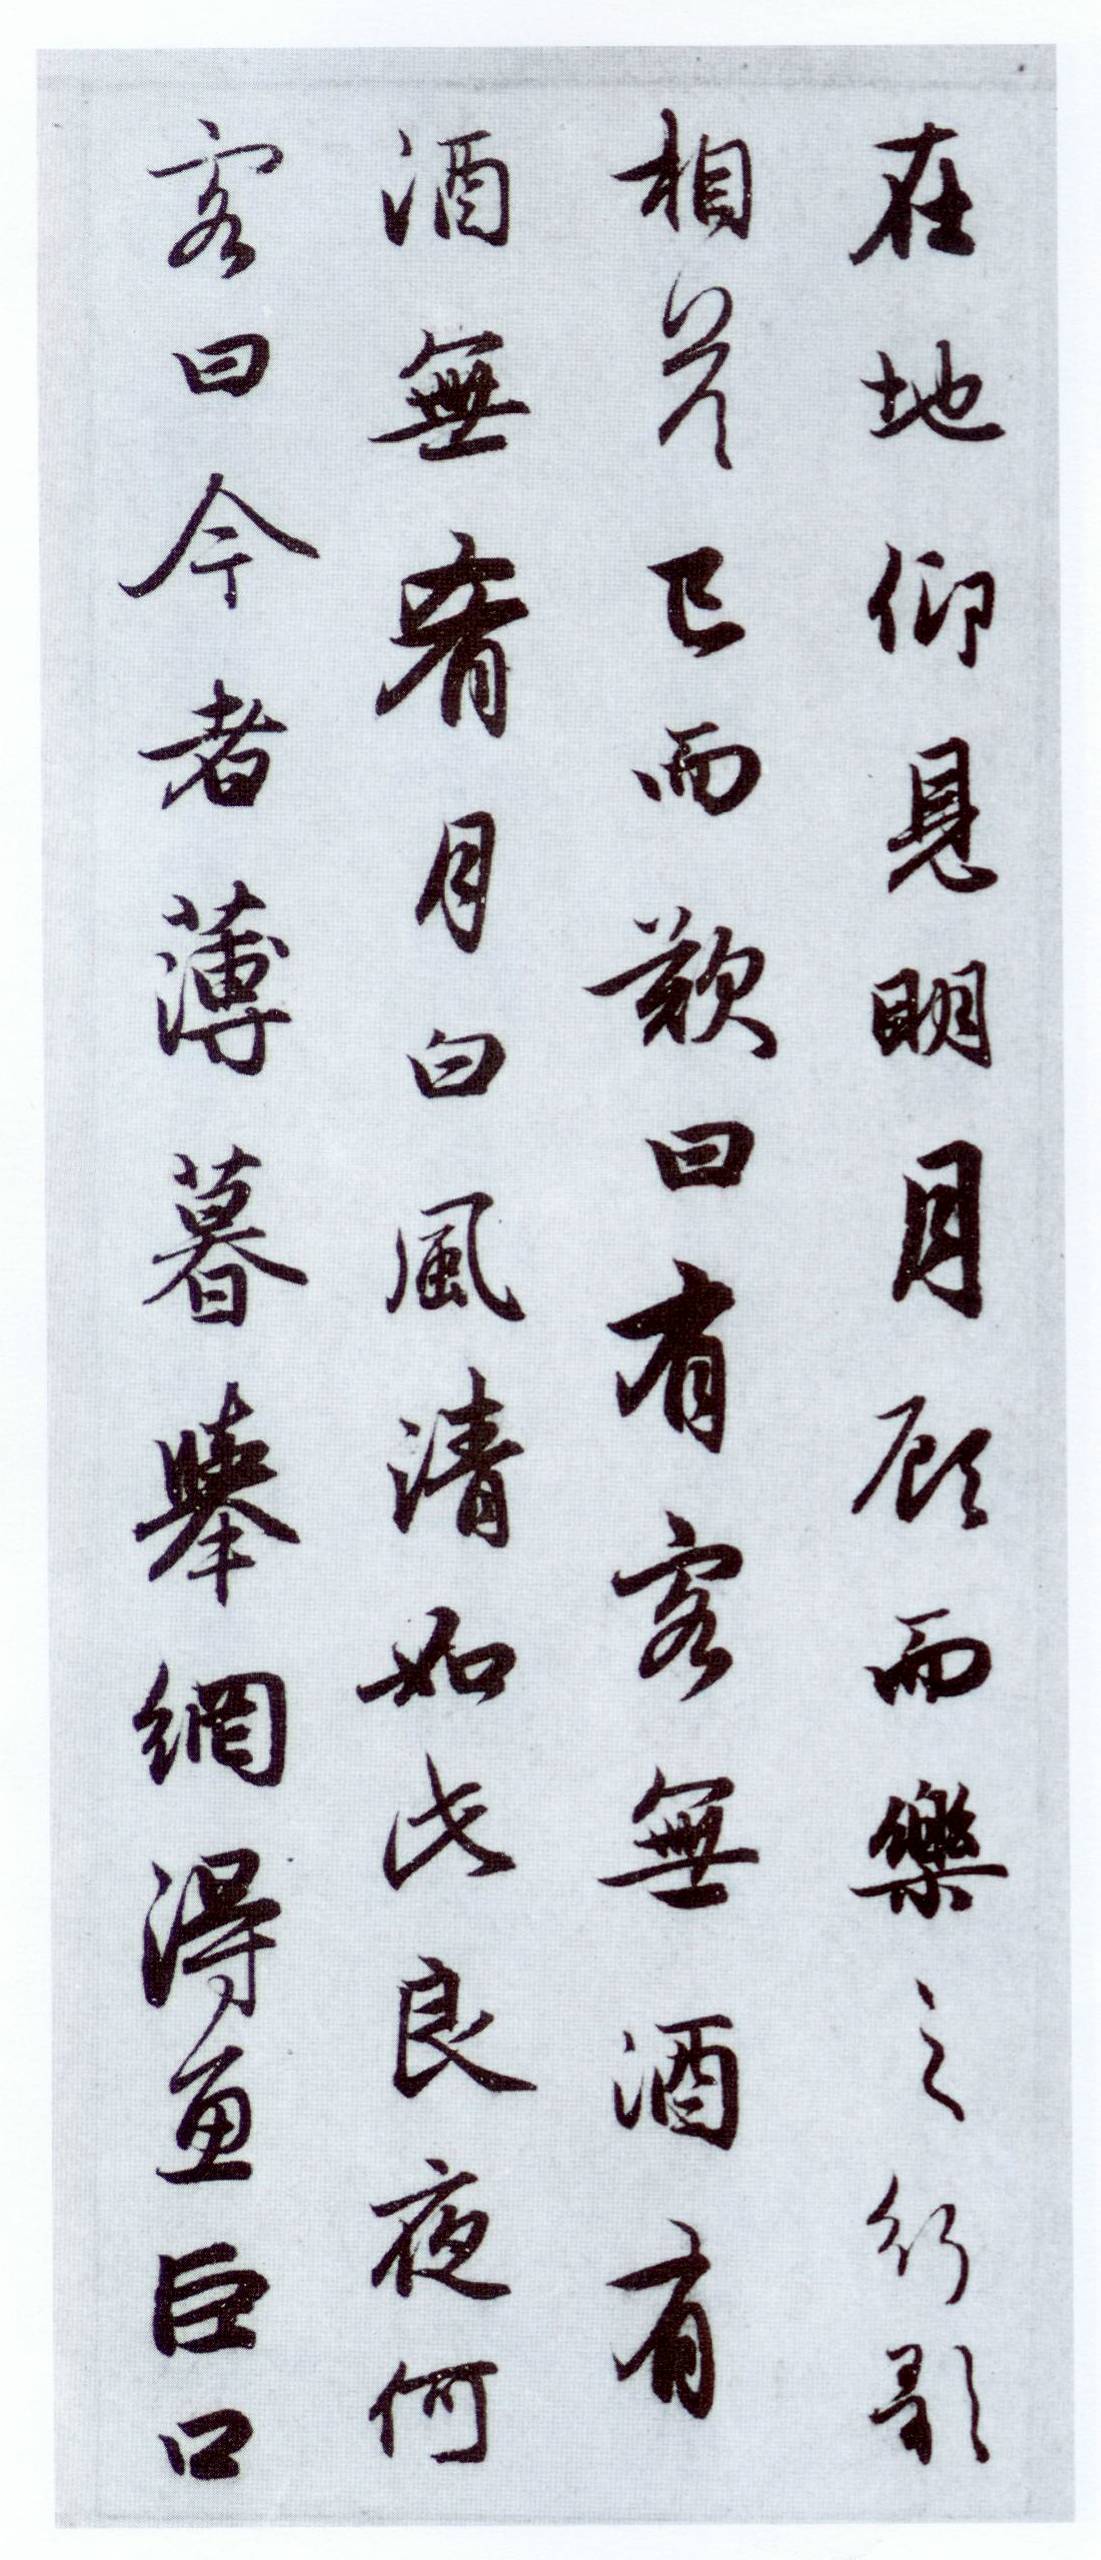 在地仰見明月顧而樂之行歌
相答已而歎曰有客無酒有
酒無肴月白風清如此良夜何
客曰今者薄暮舉網得魚巨口